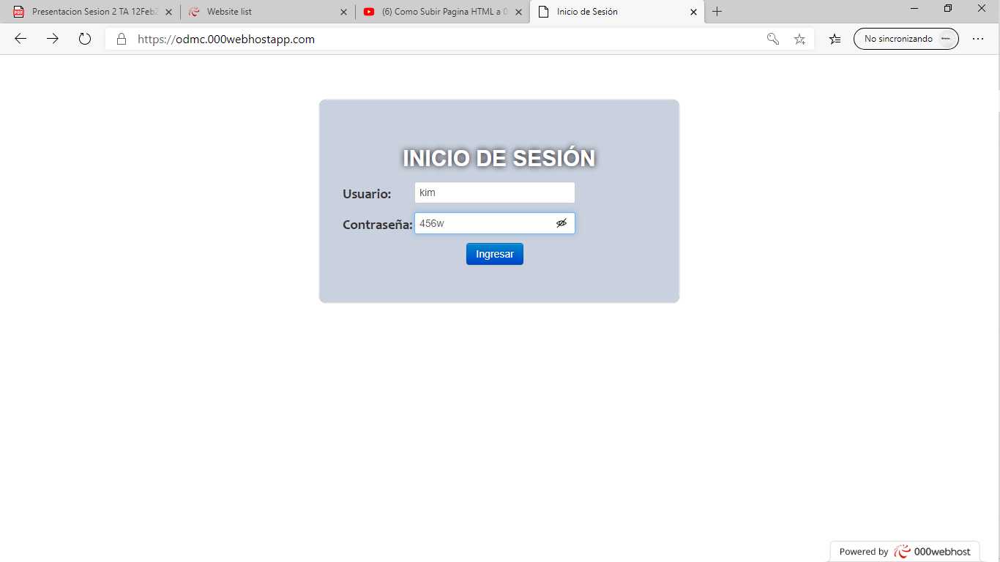 Presentacion Sesion 2 TA 12Feb2
Website list
(6) Como Subir Pagina HTML a 0
Inicio de Sesión
https://odmc.000webhostapp.com
No sincronizando
INICIO DE SESIÓN
Usuario: kim
Contraseña: 456w
Ingresar
Powered by 000webhost